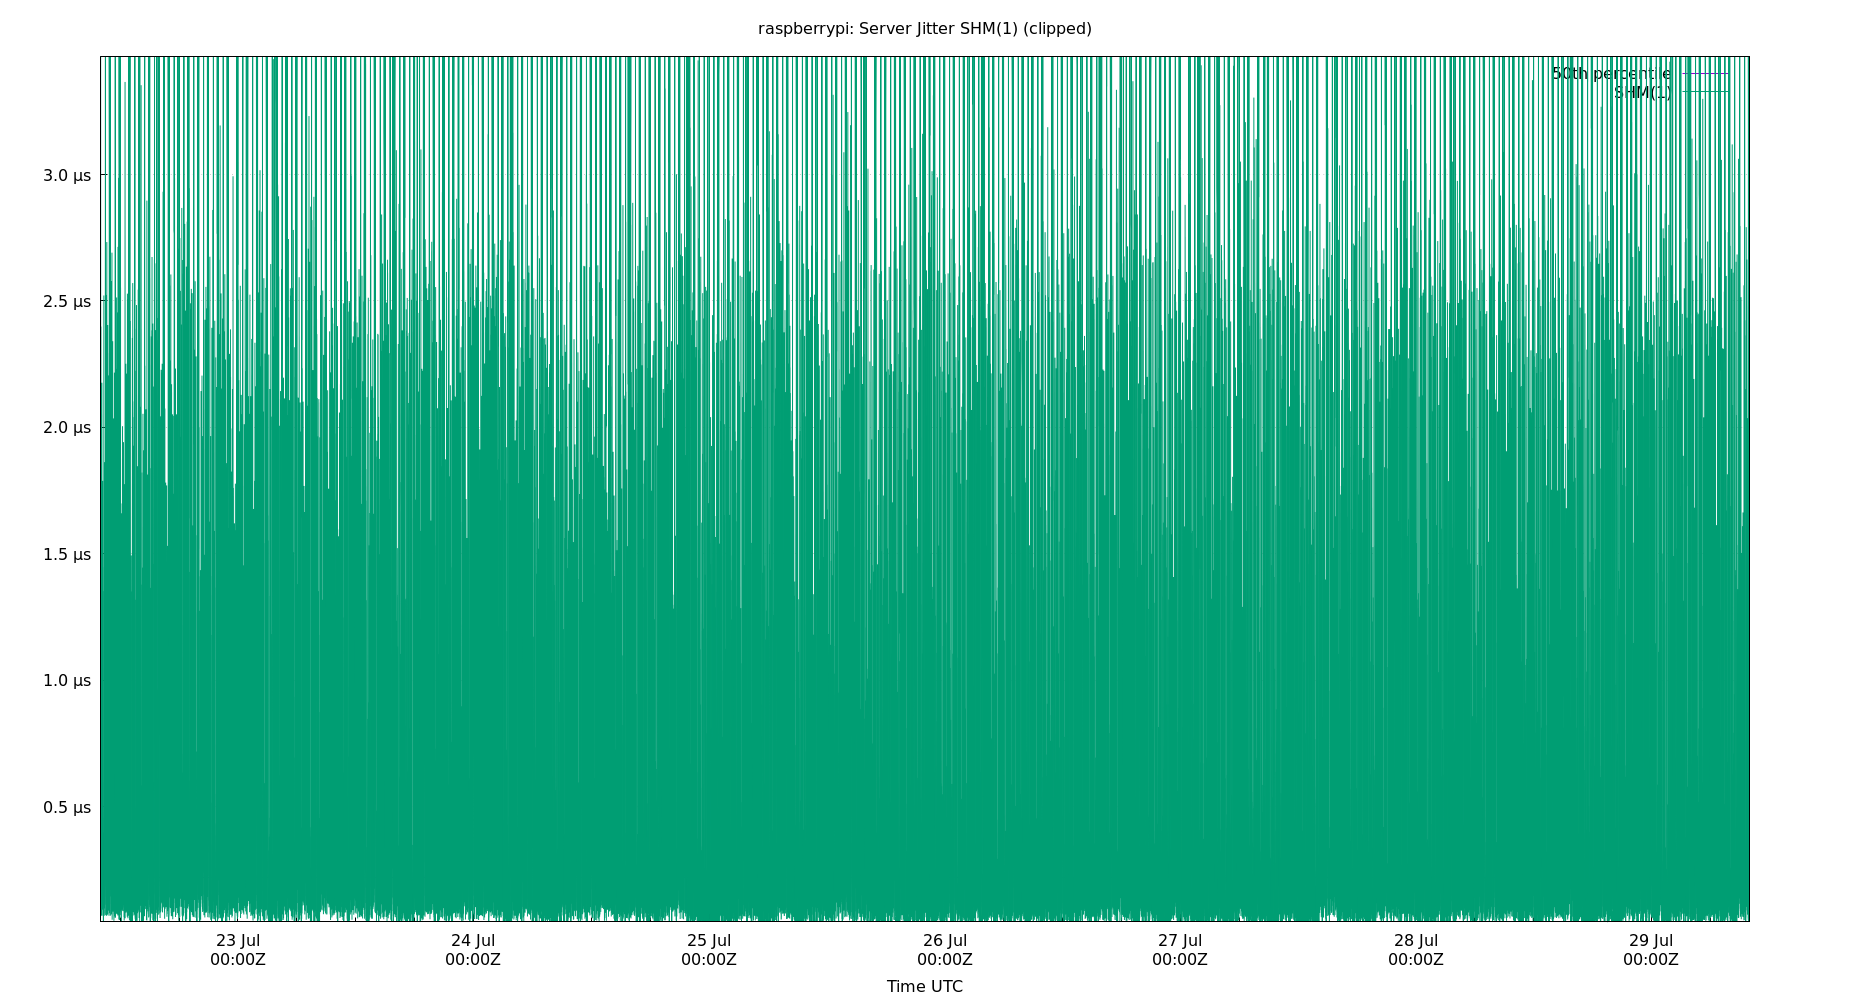 raspberrypi: Server Jitter SHM(1) (clipped)
50th percentile
SHM(1)
3.0 µs
2.5 µs
2.0 µs
1.5 µs
1.0 µs
0.5 µs
23 Jul 24 Jul 25 Jul 26 Jul 27 Jul 28 Jul 29 Jul
00:00Z 00:00Z 00:00Z 00:00Z 00:00Z 00:00Z 00:00Z
Time UTC